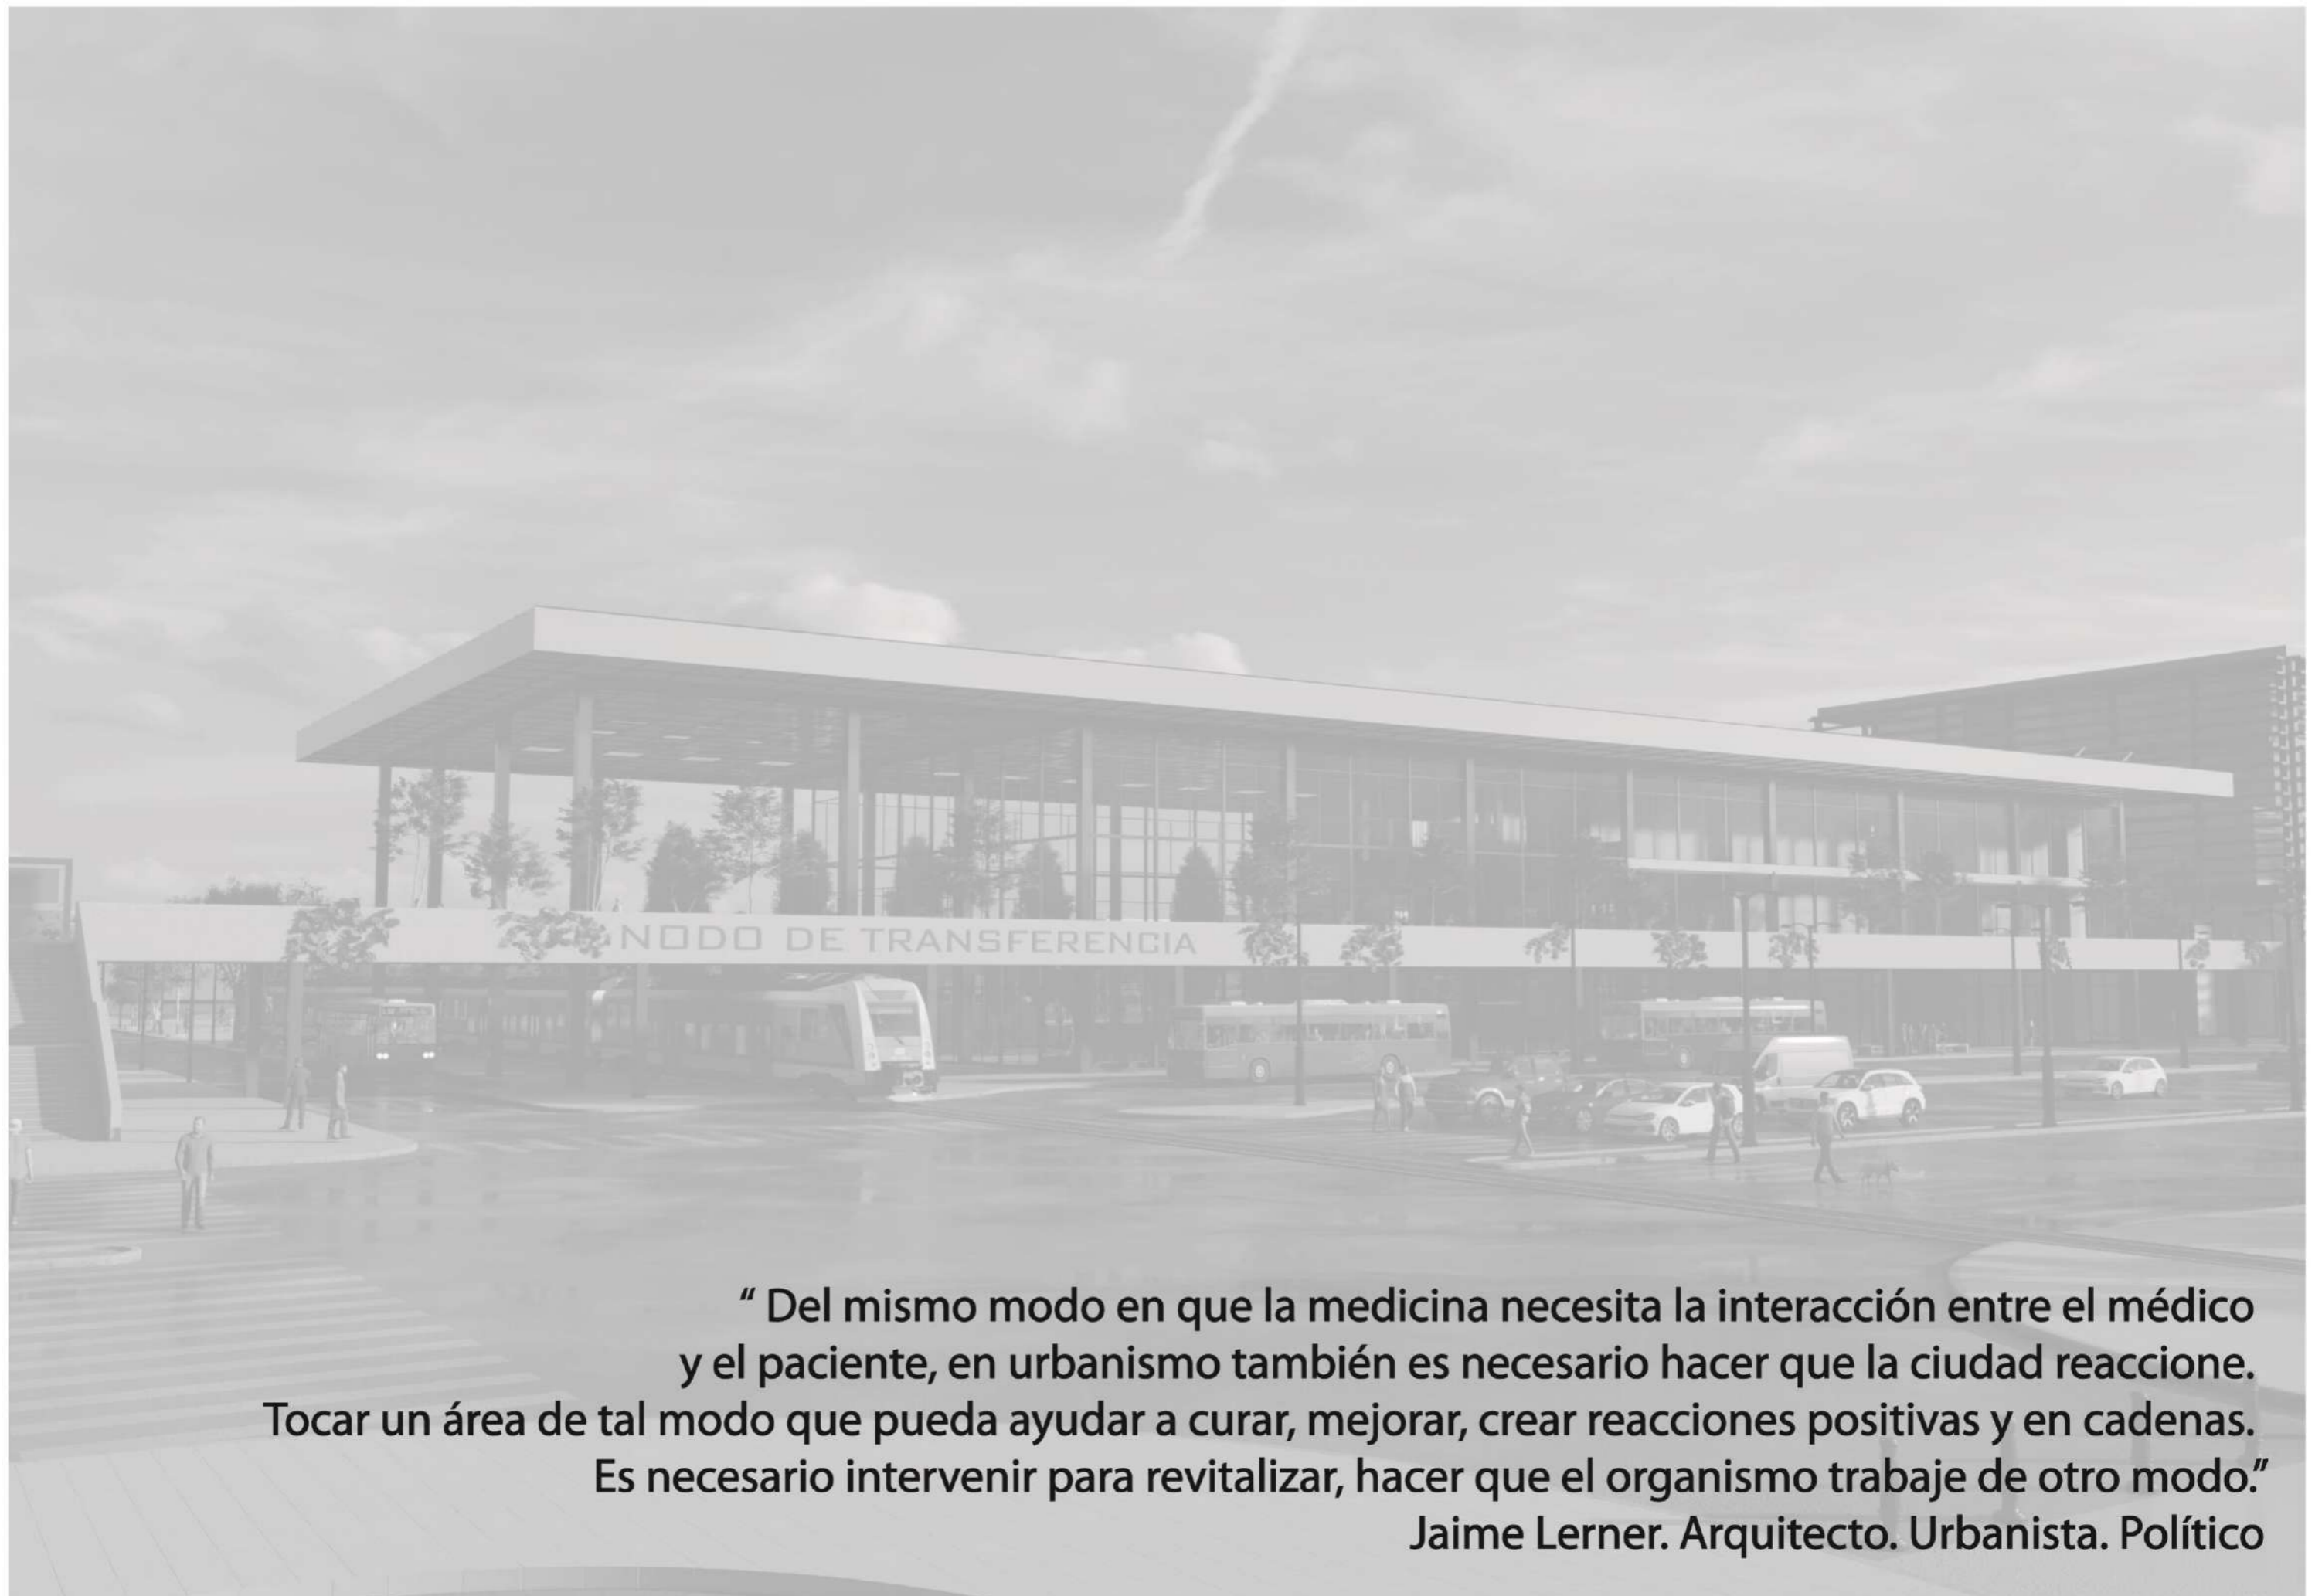 NODO DE TRANSFERENCIA
“ Del mismo modo en que la medicina necesita la interacción entre el médico
y el paciente, en urbanismo también es necesario hacer que la ciudad reaccione.
Tocar un área de tal modo que pueda ayudar a curar, mejorar, crear reacciones positivas y en cadenas.
Es necesario intervenir para revitalizar, hacer que el organismo trabaje de otro modo.”
Jaime Lerner. Arquitecto. Urbanista. Político